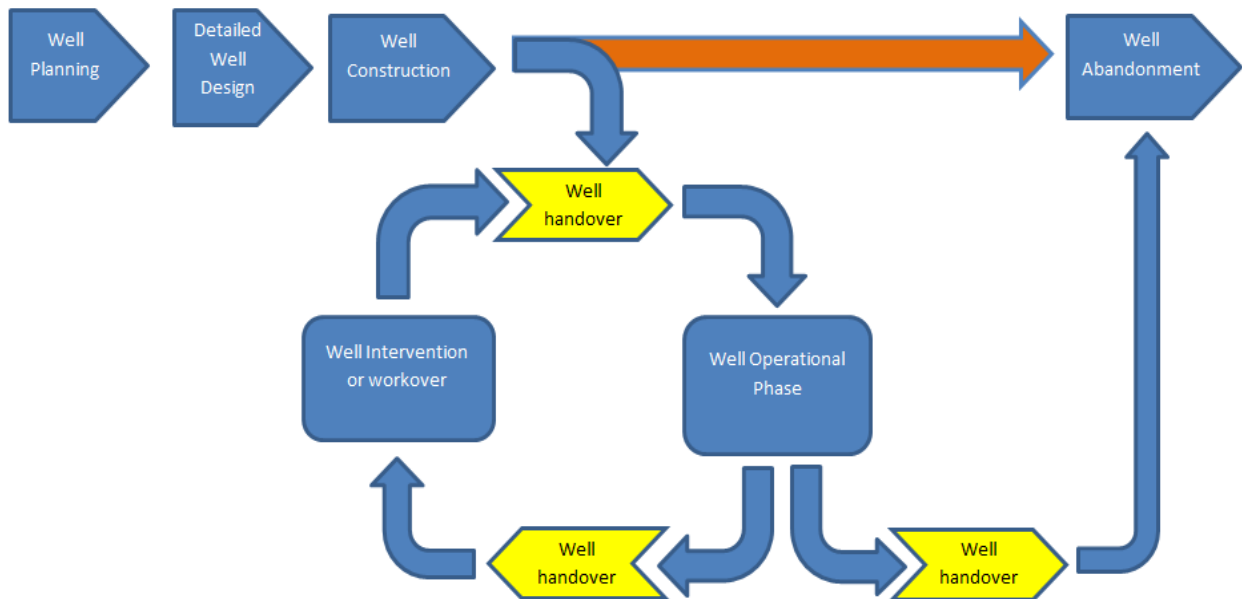 Well
Planning
Detailed
Well
Design
Well
Construction
Well
Abandonment
Well
handover
Well Intervention
or workover
Well Operational
Phase
Well
handover
Well
handover